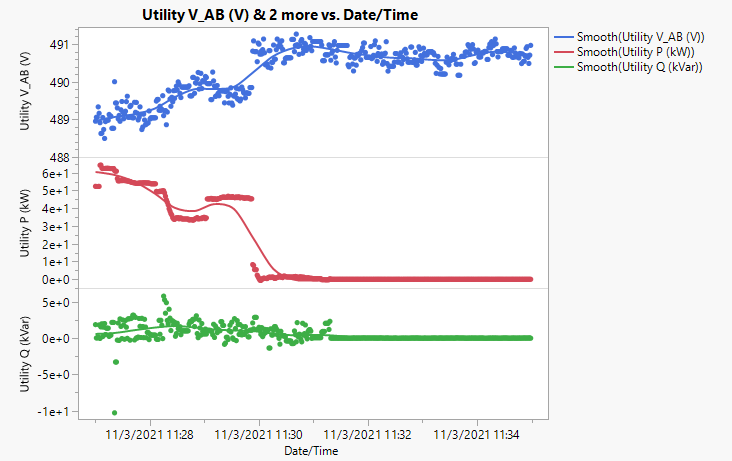 Utility V_AB (V) & 2 more vs. Date/Time
Smooth(Utility V_AB (V))
Smooth(Utility P (kW))
Smooth(Utility Q (kVar))
Utility V_AB (V)
491
490
489
488
Utility P (kW)
6e+1
5e+1
4e+1
3e+1
2e+1
1e+1
0e+0
Utility Q (kVar)
5e+0
0e+0
-5e+0
-1e+1
11/3/2021 11:28
11/3/2021 11:30
11/3/2021 11:32
11/3/2021 11:34
Date/Time